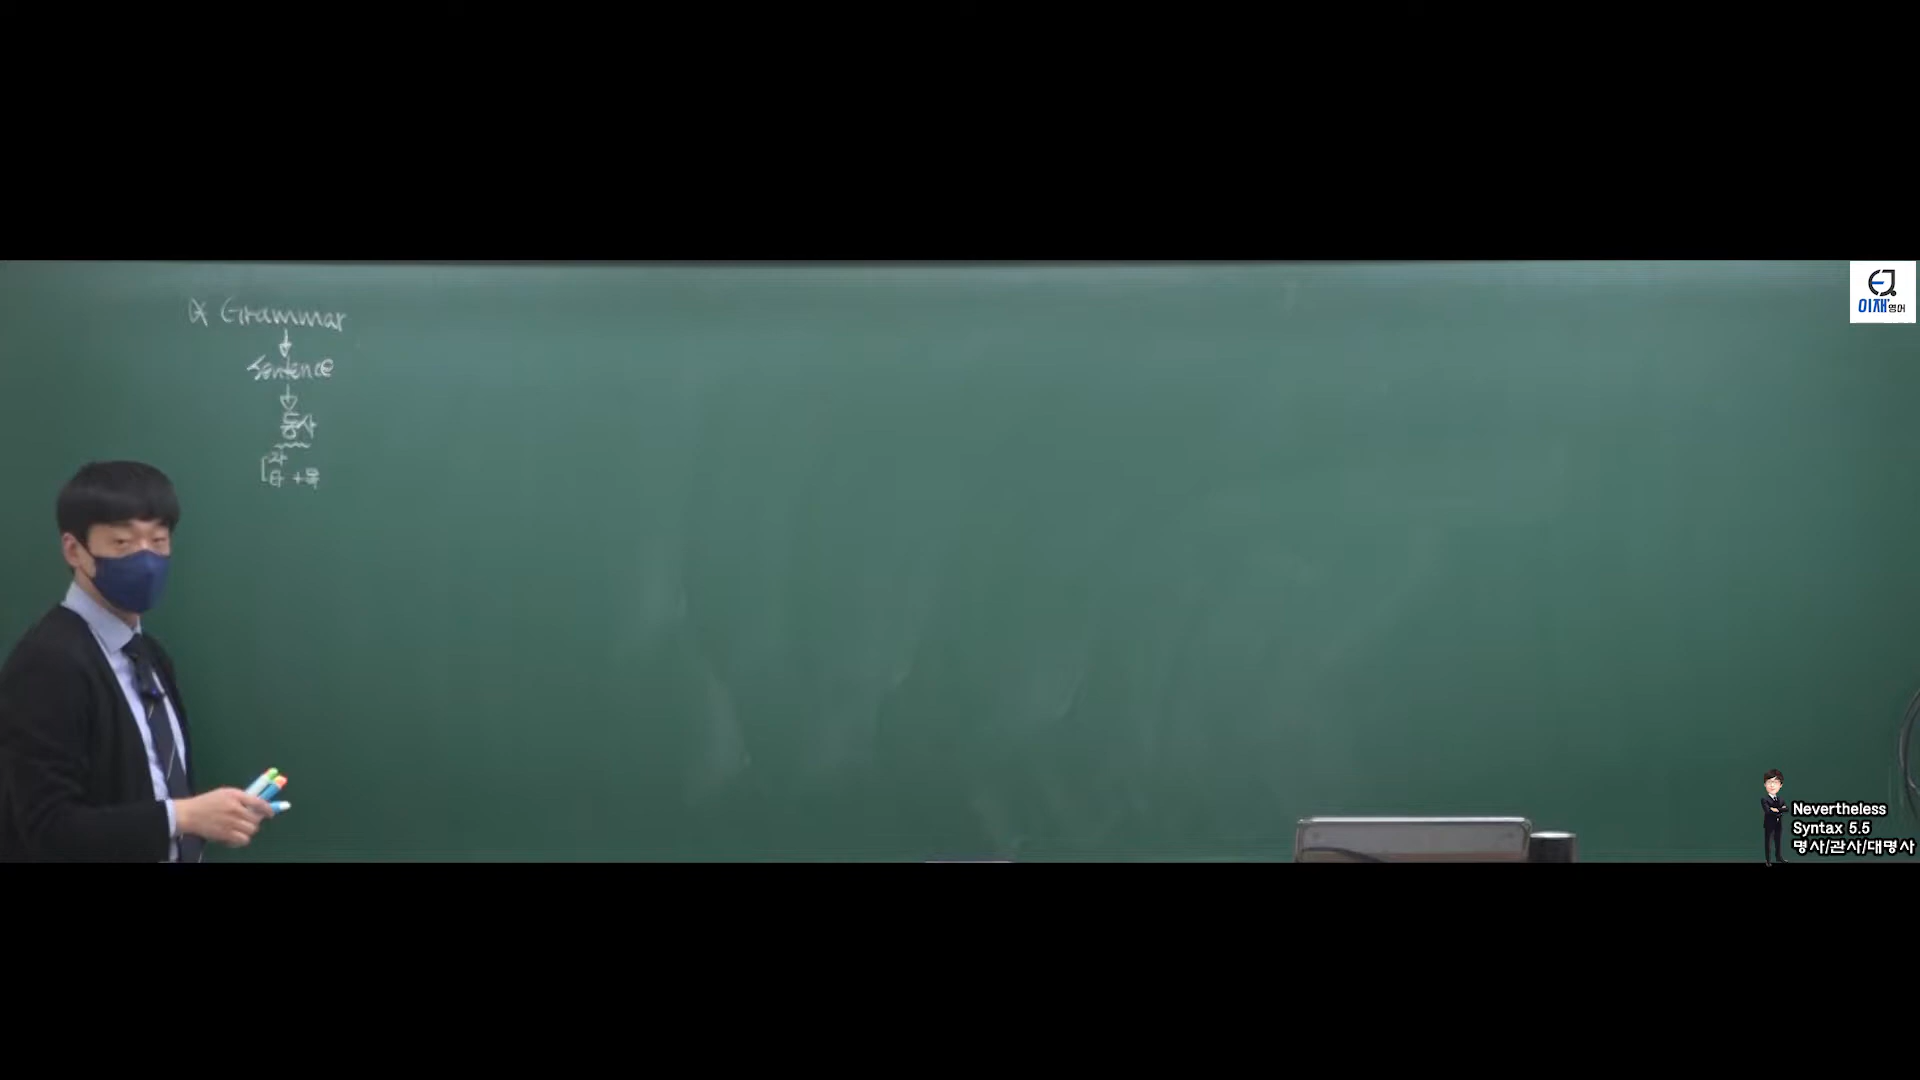 Grammar
↓
Sentence
↓
동사
[자
타 +목
EJ
이재영어
Nevertheless
Syntax 5.5
명사/관사/대명사